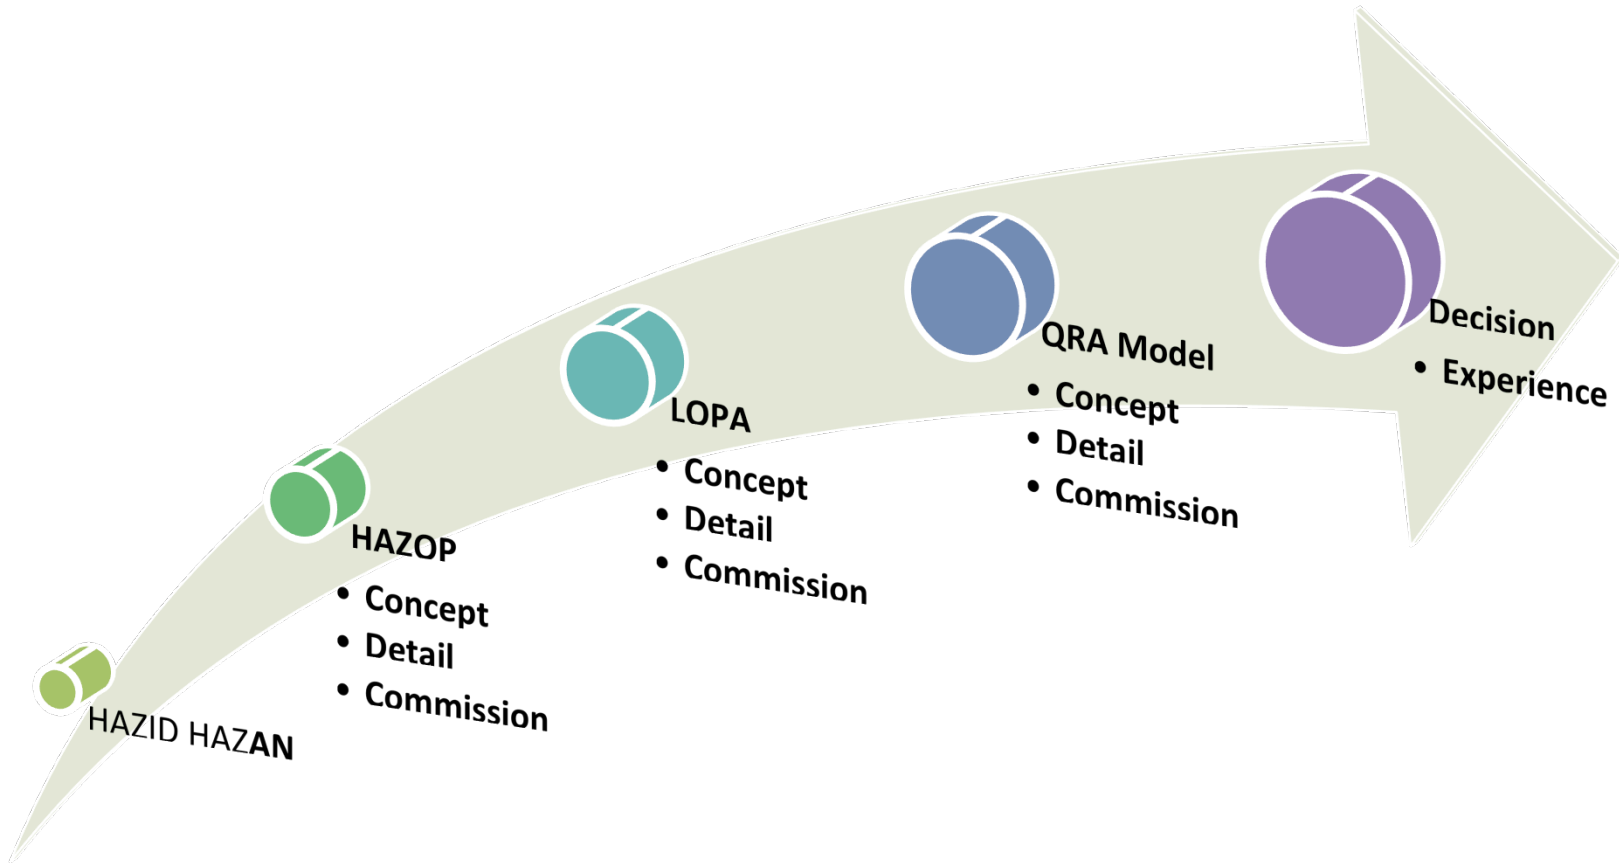 HAZID HAZAN
HAZOP
• Concept
• Detail
• Commission
LOPA
• Concept
• Detail
• Commission
QRA Model
• Concept
• Detail
• Commission
Decision
• Experience